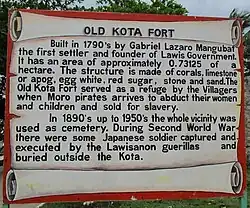 OLD KOTA FORT
Built in 1790's by Gabriel Lazaro Mangubat
the first settler and founder of Lawis Government.
It has an area of approximately 0.73125 of a
hectare. The structure is made of corals, limestone
or apog, egg white, red sugar, stone and sand. The
Old Kota Fort served as a refuge by the Villagers
when Moro pirates arrives to abduct their women
and children and sold for slavery.
In 1890's up to 1950's the whole vicinity was
used as cemetery. During Second World War,
there were some Japanese soldier captured and
executed by the Lawisanon guerillas and
buried outside the Kota.